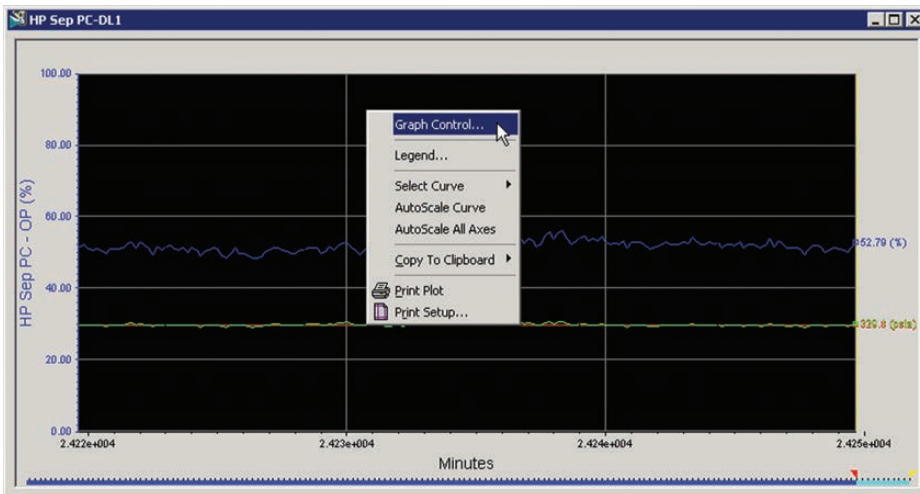 HP Sep PC-DL1
100.00
80.00
60.00
40.00
20.00
0.00
HP Sep PC - OP (%)
Graph Control...
Legend...
Select Curve
AutoScale Curve
AutoScale All Axes
Copy To Clipboard
Print Plot
Print Setup...
52.79 (%)
2.422e+004
2.423e+004
2.424e+004
2.425e+004
Minutes